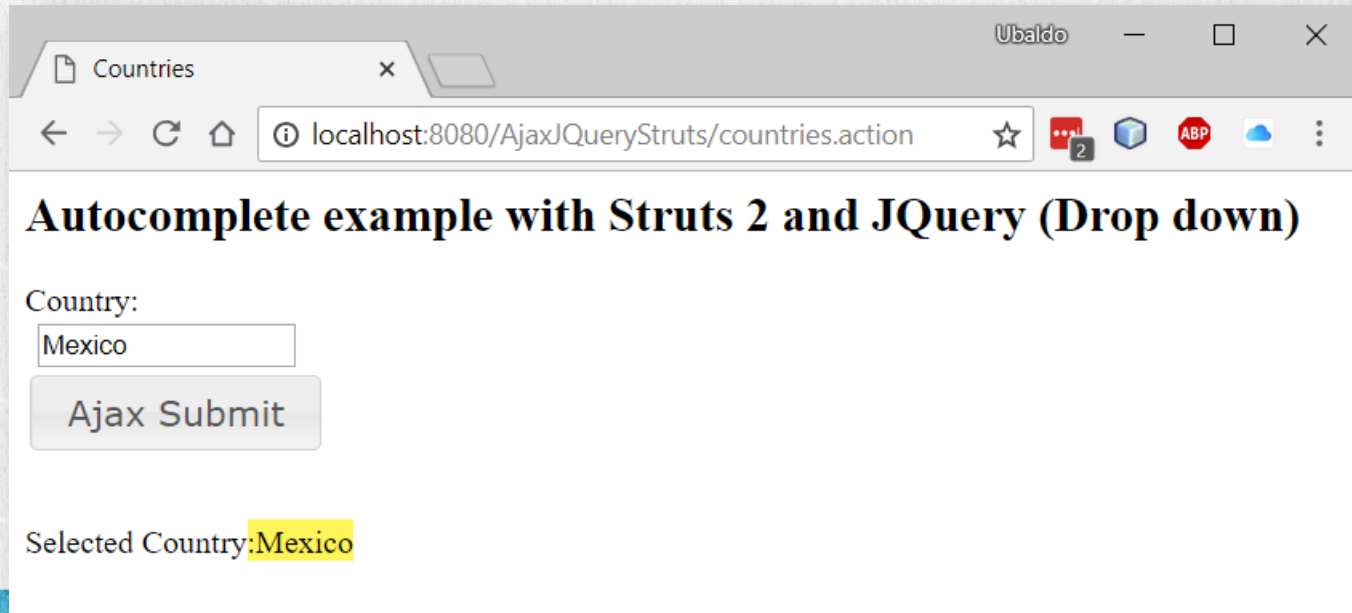 Ubaldo
Countries
localhost:8080/AjaxJQueryStruts/countries.action
2
ABP
Autocomplete example with Struts 2 and JQuery (Drop down)
Country:
Mexico
Ajax Submit
Selected Country:Mexico